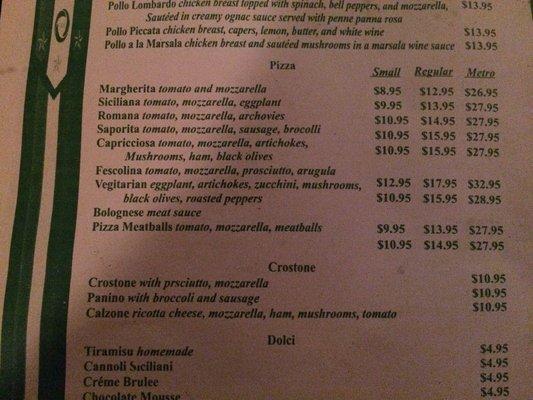 Pollo Lombardo chicken breast topped with spinach, bell peppers, and mozzarella, $13.95
Sautéed in creamy ognac sauce served with penne panna rosa
Pollo Piccata chicken breast, capers, lemon, butter, and white wine $13.95
Pollo a la Marsala chicken breast and sautéed mushrooms in a marsala wine sauce $13.95
Pizza
Small Regular Metro
Margherita tomato and mozzarella $8.95 $12.95 $26.95
Siciliana tomato, mozzarella, eggplant $9.95 $13.95 $27.95
Romana tomato, mozzarella, archovies $10.95 $14.95 $27.95
Saporita tomato, mozzarella, sausage, brocolli $10.95 $15.95 $27.95
Capricciosa tomato, mozzarella, artichokes, $10.95 $15.95 $27.95
Mushrooms, ham, black olives
Fescolina tomato, mozzarella, prosciutto, arugula
Vegitarian eggplant, artichokes, zucchini, mushrooms, $12.95 $17.95 $32.95
black olives, roasted peppers $10.95 $15.95 $28.95
Bolognese meat sauce
Pizza Meatballs tomato, mozzarella, meatballs $9.95 $13.95 $27.95
$10.95 $14.95 $27.95
Crostone
Crostone with prsciutto, mozzarella $10.95
Panino with broccoli and sausage $10.95
Calzone ricotta cheese, mozzarella, ham, mushrooms, tomato $10.95
Dolci
Tiramisu homemade $4.95
Cannoli Siciliani $4.95
Créme Brulee $4.95
Chocolate Mousse $4.95